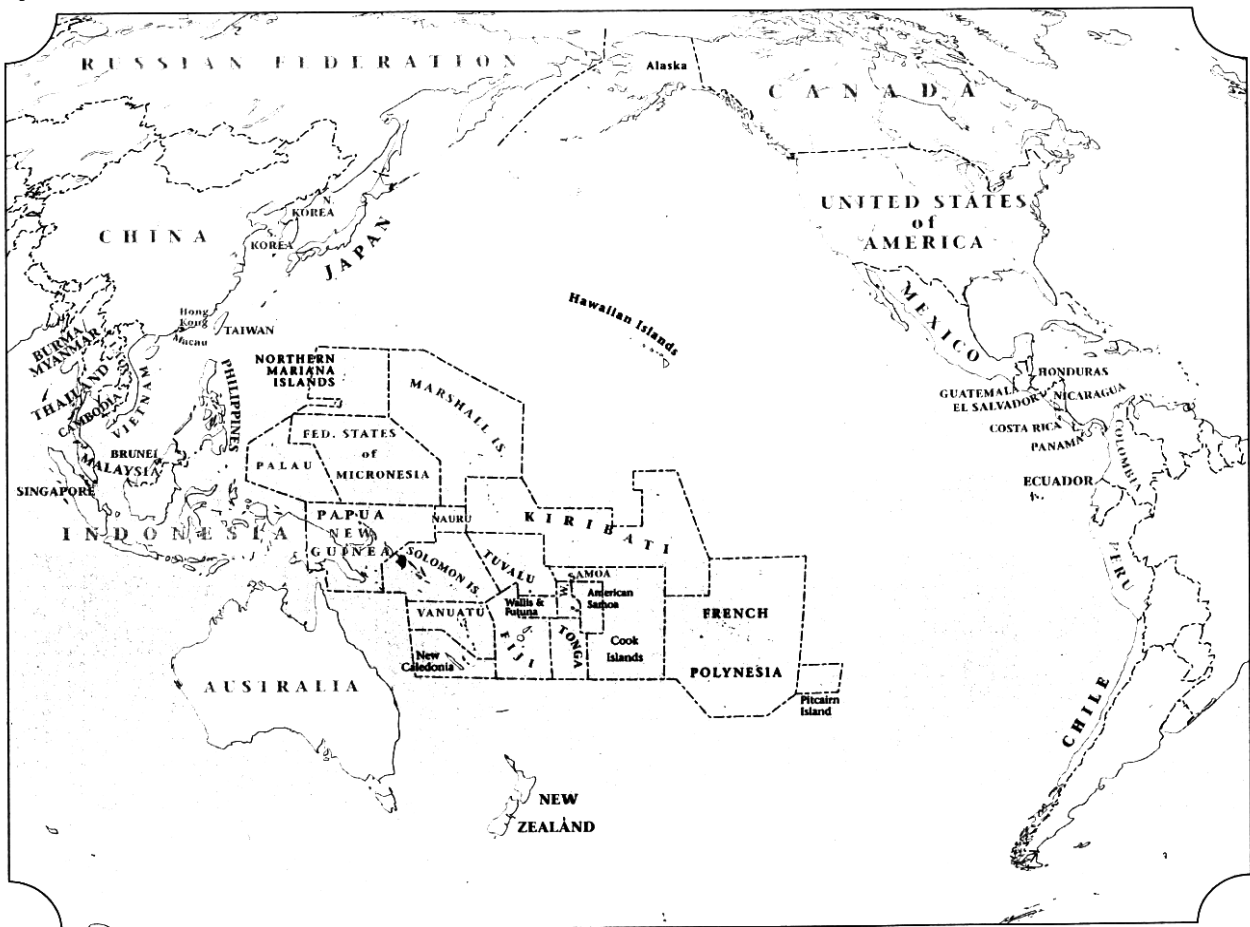 RUSSIAN FEDERATION
Alaska
CANADA
UNITED STATES
of
AMERICA
N.
KOREA
S.
KOREA
JAPAN
CHINA
Hong
Kong
Macau
TAIWAN
Hawaiian Islands
MEXICO
BURMA
MYANMAR
THAILAND
LAOS
CAMBODIA
VIETNAM
PHILIPPINES
NORTHERN
MARIANA
ISLANDS
MARSHALL IS.
HONDURAS
GUATEMALA
EL SALVADOR
NICARAGUA
COSTA RICA
PANAMA
COLOMBIA
ECUADOR
PERU
FED. STATES
of
MICRONESIA
PALAU
BRUNEI
MALAYSIA
SINGAPORE
INDONESIA
PAPUA
NEW
GUINEA
NAURU
KIRIBATI
SOLOMON IS.
TUVALU
W. SAMOA
American
Samoa
Wallis &
Futuna
VANUATU
FIJI
TONGA
Cook
Islands
New
Caledonia
FRENCH
POLYNESIA
Pitcairn
Island
AUSTRALIA
CHILE
NEW
ZEALAND